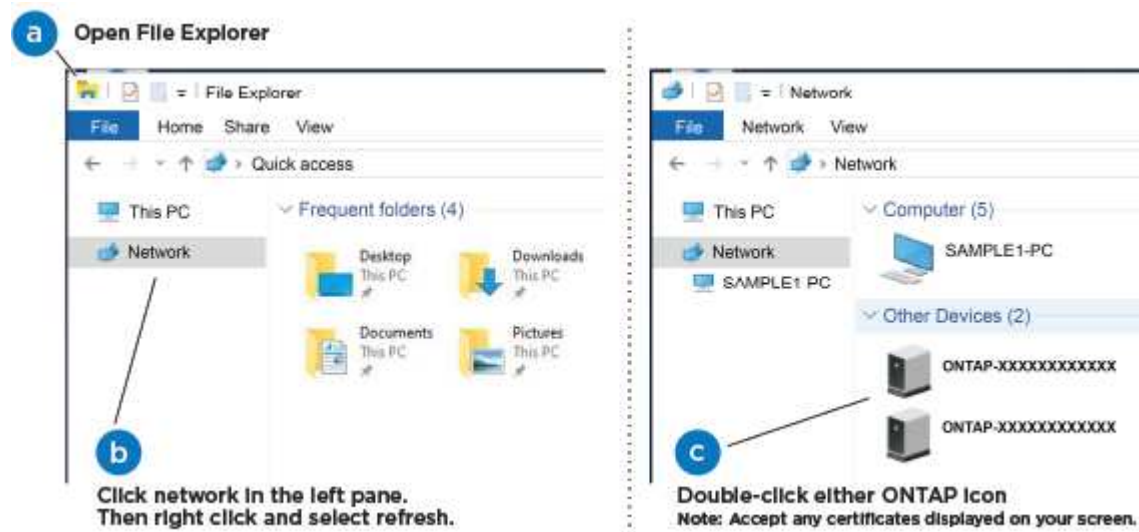 a
Open File Explorer
File Explorer
File Home Share View
Quick access
This PC
Network
Frequent folders (4)
Desktop
This PC
Downloads
This PC
Documents
This PC
Pictures
This PC
b
Click network in the left pane.
Then right click and select refresh.
Network
File Network View
Network
This PC
Network
SAMPLE1 PC
Computer (5)
SAMPLE1-PC
Other Devices (2)
ONTAP-XXXXXXXXXXXX
ONTAP-XXXXXXXXXXXX
c
Double-click either ONTAP icon
Note: Accept any certificates displayed on your screen.